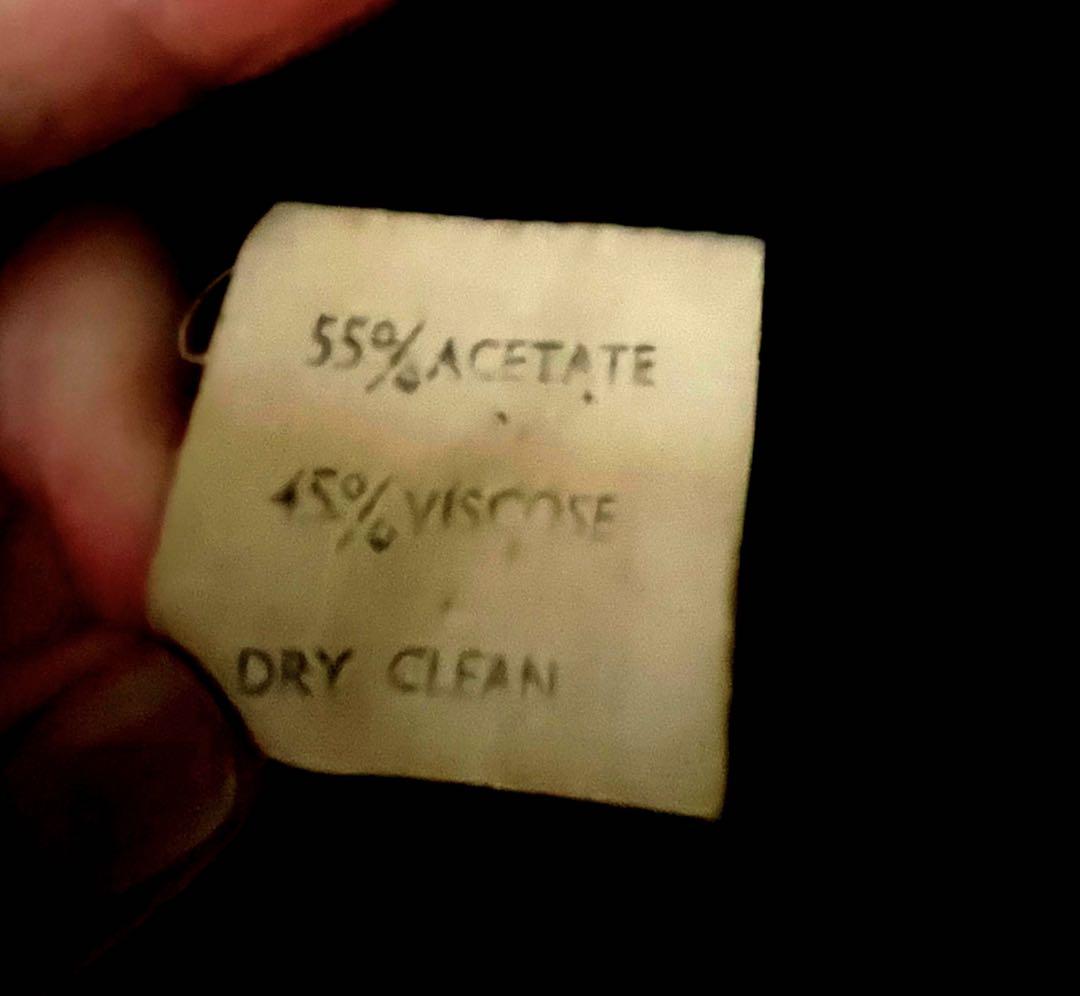 55% ACETATE
45% VISCOSE
DRY CLEAN